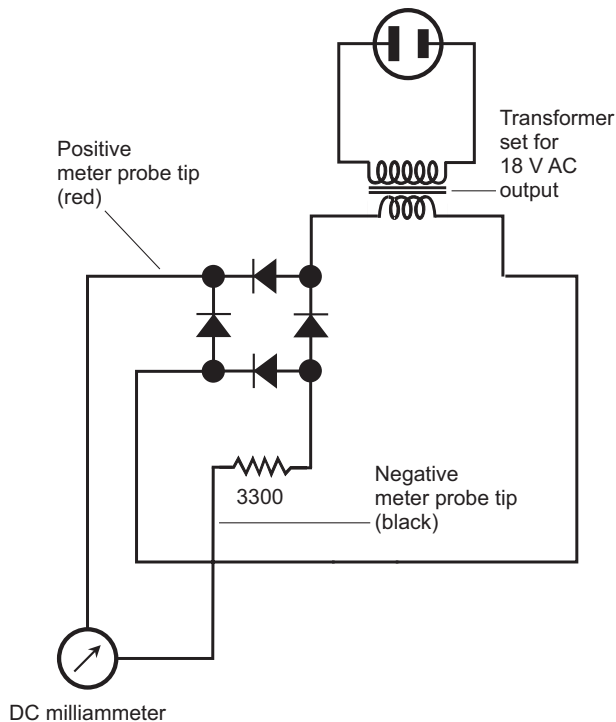 Transformer
set for
18 V AC
output
Positive
meter probe tip
(red)
3300
Negative
meter probe tip
(black)
DC milliammeter